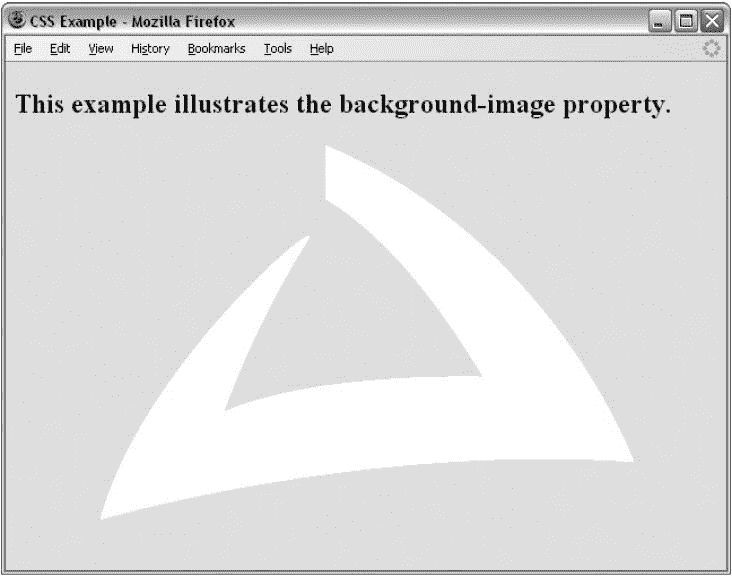 CSS Example - Mozilla Firefox
File Edit View History Bookmarks Tools Help
This example illustrates the background-image property.